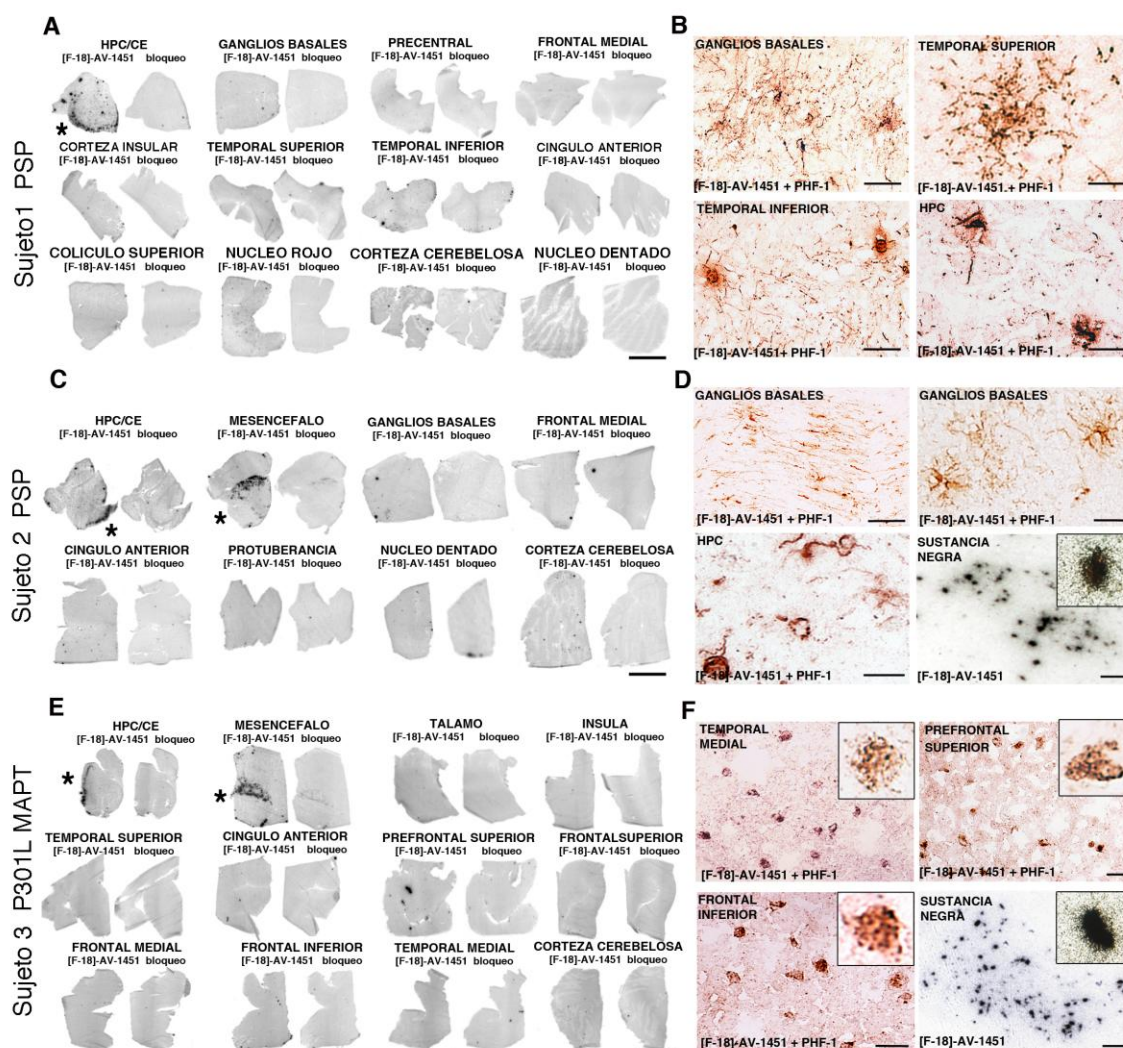 A
HPC/CE
[F-18]-AV-1451 bloqueo
GANGLIOS BASALES
[F-18]-AV-1451 bloqueo
PRECENTRAL
[F-18]-AV-1451 bloqueo
FRONTAL MEDIAL
[F-18]-AV-1451 bloqueo
*
CORTEZA INSULAR
[F-18]-AV-1451 bloqueo
TEMPORAL SUPERIOR
[F-18]-AV-1451 bloqueo
TEMPORAL INFERIOR
[F-18]-AV-1451 bloqueo
CINGULO ANTERIOR
[F-18]-AV-1451 bloqueo
COLICULO SUPERIOR
[F-18]-AV-1451 bloqueo
NUCLEO ROJO
[F-18]-AV-1451 bloqueo
CORTEZA CEREBELOSA
[F-18]-AV-1451 bloqueo
NUCLEO DENTADO
[F-18]-AV-1451 bloqueo
Sujeto1 PSP
B
GANGLIOS BASALES
[F-18]-AV-1451 + PHF-1
TEMPORAL SUPERIOR
[F-18]-AV-1451 + PHF-1
TEMPORAL INFERIOR
[F-18]-AV-1451+ PHF-1
HPC
[F-18]-AV-1451 + PHF-1
C
HPC/CE
[F-18]-AV-1451 bloqueo
MESENCEFALO
[F-18]-AV-1451 bloqueo
GANGLIOS BASALES
[F-18]-AV-1451 bloqueo
FRONTAL MEDIAL
[F-18]-AV-1451 bloqueo
*
*
CINGULO ANTERIOR
[F-18]-AV-1451 bloqueo
PROTUBERANCIA
[F-18]-AV-1451 bloqueo
NUCLEO DENTADO
[F-18]-AV-1451 bloqueo
CORTEZA CEREBELOSA
[F-18]-AV-1451 bloqueo
Sujeto 2 PSP
D
GANGLIOS BASALES
[F-18]-AV-1451 + PHF-1
GANGLIOS BASALES
[F-18]-AV-1451 + PHF-1
HPC
[F-18]-AV-1451 + PHF-1
SUSTANCIA
NEGRA
[F-18]-AV-1451
E
HPC/CE
[F-18]-AV-1451 bloqueo
MESENCEFALO
[F-18]-AV-1451 bloqueo
TALAMO
[F-18]-AV-1451 bloqueo
INSULA
[F-18]-AV-1451 bloqueo
*
*
TEMPORAL SUPERIOR
[F-18]-AV-1451 bloqueo
CINGULO ANTERIOR
[F-18]-AV-1451 bloqueo
PREFRONTAL SUPERIOR
[F-18]-AV-1451 bloqueo
FRONTALSUPERIOR
[F-18]-AV-1451 bloqueo
FRONTAL MEDIAL
[F-18]-AV-1451 bloqueo
FRONTAL INFERIOR
[F-18]-AV-1451 bloqueo
TEMPORAL MEDIAL
[F-18]-AV-1451 bloqueo
CORTEZA CEREBELOSA
[F-18]-AV-1451 bloqueo
Sujeto 3 P301L MAPT
F
TEMPORAL
MEDIAL
[F-18]-AV-1451 + PHF-1
PREFRONTAL
SUPERIOR
[F-18]-AV-1451 + PHF-1
FRONTAL
INFERIOR
[F-18]-AV-1451 + PHF-1
SUSTANCIA
NEGRA
[F-18]-AV-1451